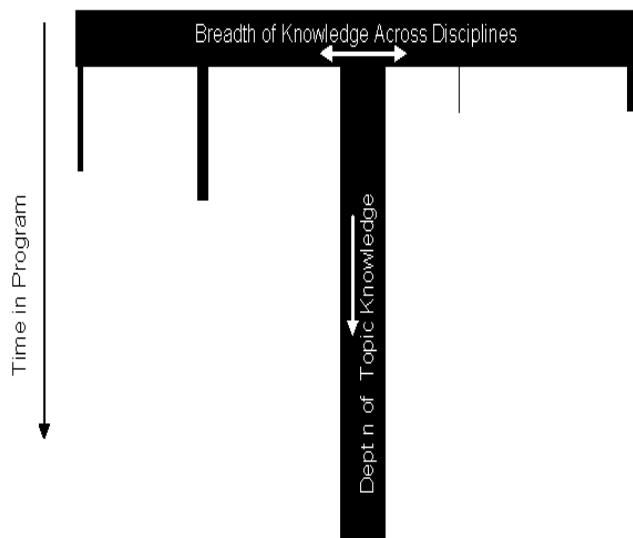 Breadth of Knowledge Across Disciplines
Time in Program
Dept n of Topic Knowledge